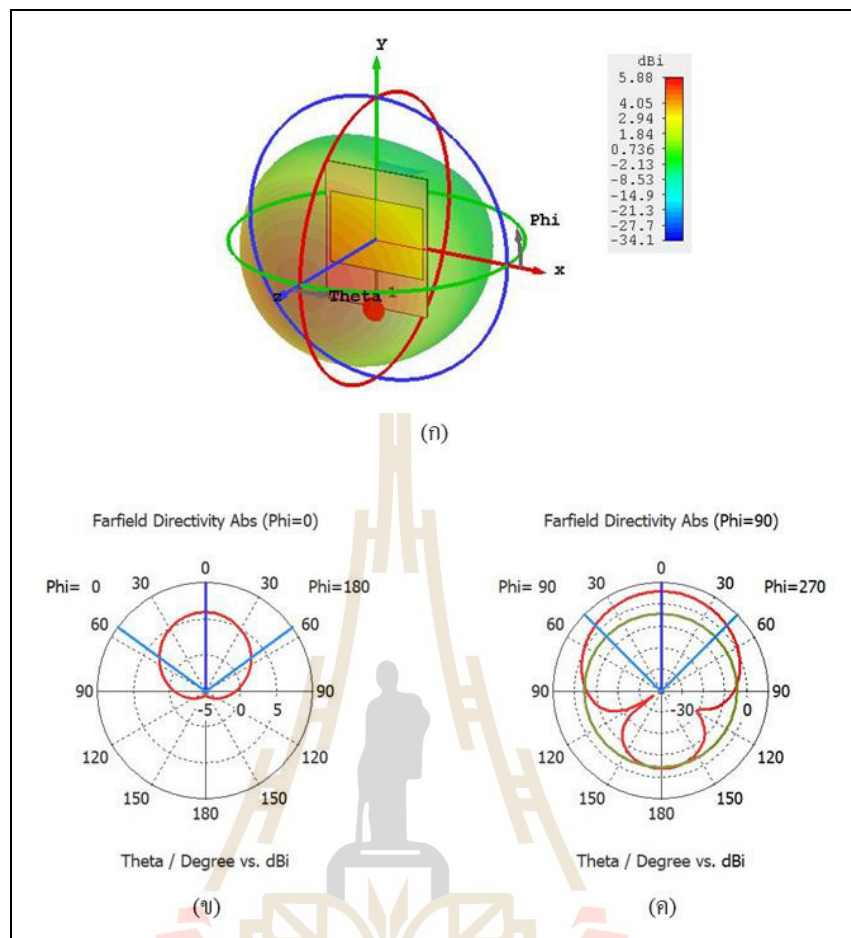 dBi
y
5.88
4.05
2.94
1.84
0.736
-2.13
-8.53
-14.9
-21.3
-27.7
-34.1
Phi
x
z Theta 1
(ก)
Farfield Directivity Abs (Phi=0)
Farfield Directivity Abs (Phi=90)
0
0
Phi= 0 30 30 Phi=180
Phi= 90 30 30 Phi=270
60 60
60 60
90 -5 0 5 90
90 -30 0 90
120 120
120 120
150 150
150 150
180
180
Theta / Degree vs. dBi
Theta / Degree vs. dBi
(ข)
(ค)